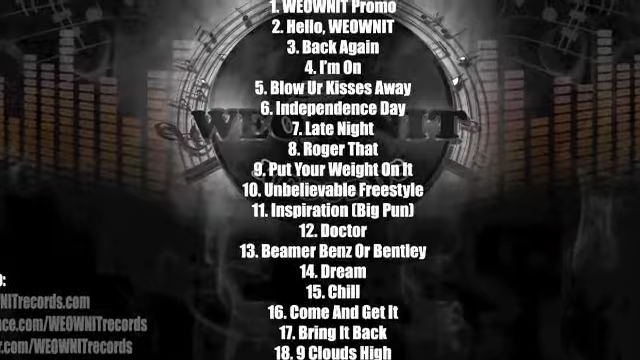 1. WEOWNIT Promo
2. Hello, WEOWNIT
3. Back Again
4. I'm On
5. Blow Ur Kisses Away
6. Independence Day
WEOWNIT
7. Late Night
8. Roger That
9. Put Your Weight On It
10. Unbelievable Freestyle
11. Inspiration (Big Pun)
12. Doctor
13. Beamer Benz Or Bentley
14. Dream
15. Chill
16. Come And Get It
17. Bring It Back
18. 9 Clouds High
NITrecords.com
ce.com/WEOWNITrecords
.com/WEOWNITrecords